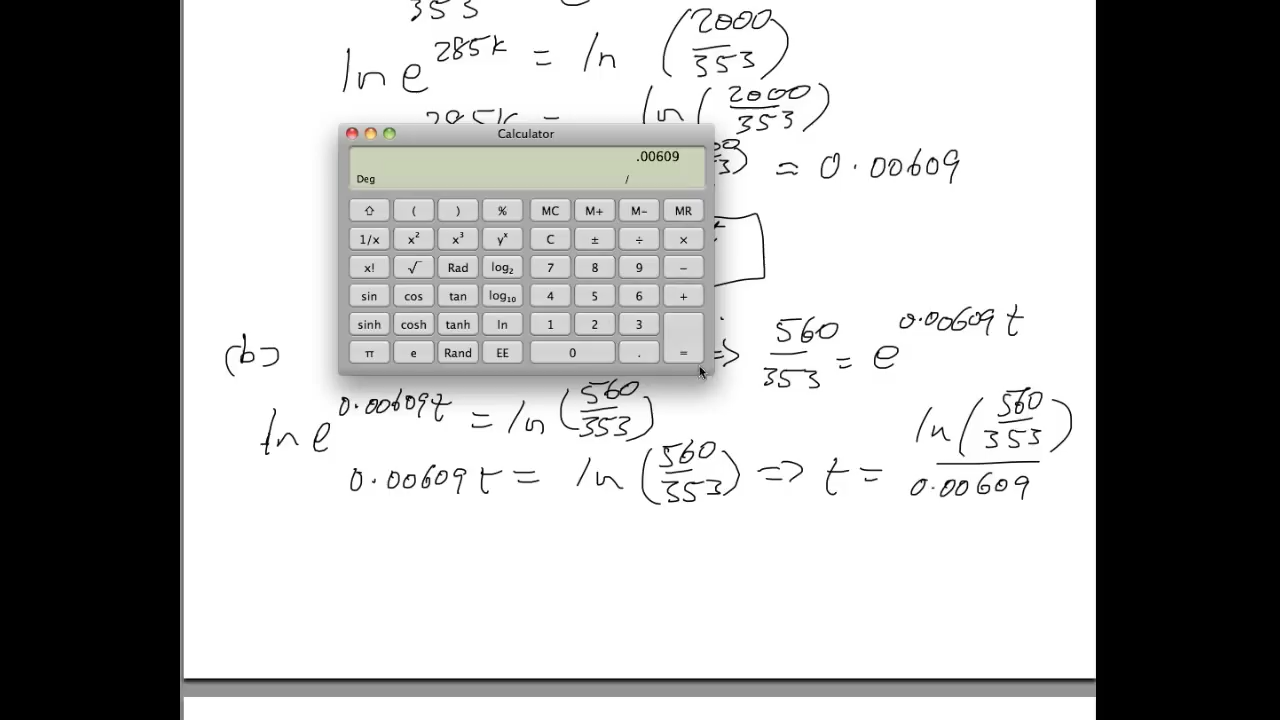 353
ln e^285k = ln (2000/353)
285k = ln (2000/353)
= 0.00609
Calculator
.00609
Deg /
( ) % MC M+ M− MR
1/x x² x³ yˣ C ± ÷ ×
x! √ Rad log₂ 7 8 9 −
sin cos tan log₁₀ 4 5 6 +
sinh cosh tanh ln 1 2 3
π e Rand EE 0 . =
(b) => 560/353 = e^0.00609t
ln e^0.00609t = ln (560/353)
0.00609t = ln (560/353) => t = ln (560/353)/0.00609